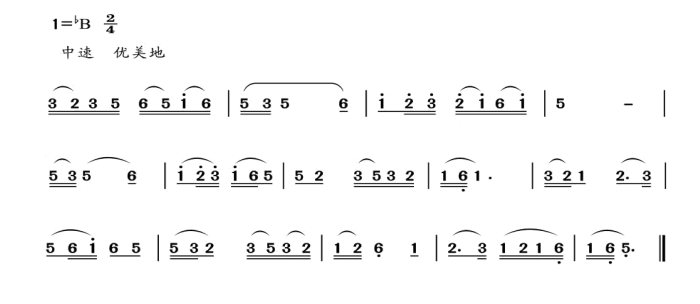 1=♭B 2/4
中速 优美地
3 2 3 5 6 5 i 6 | 5 3 5 6 | i 2̇ 3̇ 2̇ i 6 i | 5 – |
5 3 5 6 | i 2̇ 3̇ i 6 5 | 5 2 3 5 3 2 | 1 6̣ 1 · | 3 2 1 2· 3 |
5 6 i 6 5 | 5 3 2 3 5 3 2 | 1 2 6̣ 1 | 2· 3 1 2 1 6̣ | 1 6̣ 5̣· ‖